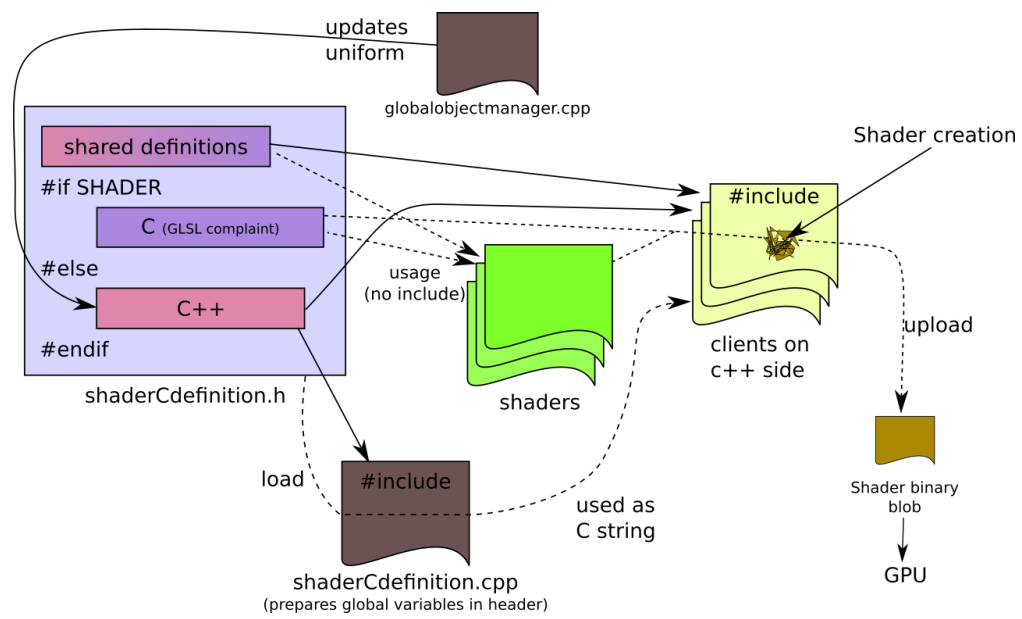 updates
uniform
globalobjectmanager.cpp
Shader creation
shared definitions
#if SHADER
C (GLSL complaint)
#else
C++
#endif
shaderCdefinition.h
usage
(no include)
shaders
#include
clients on
c++ side
upload
load
#include
used as
C string
shaderCdefinition.cpp
(prepares global variables in header)
Shader binary
blob
GPU